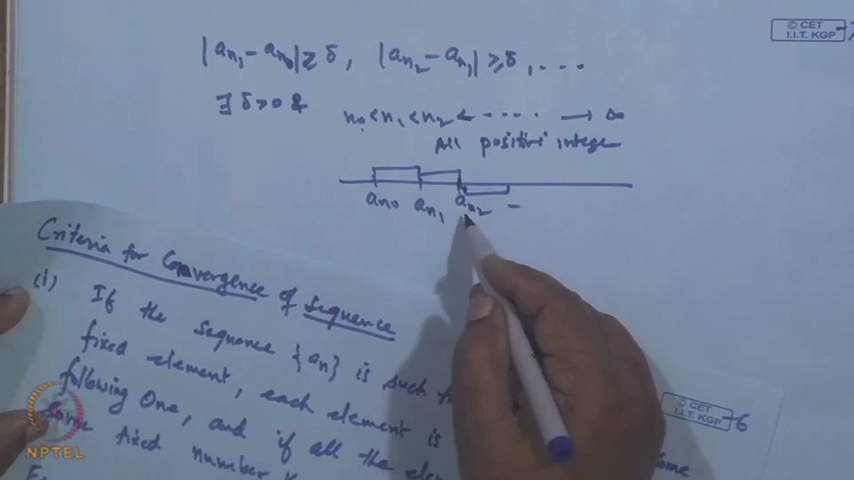 |an₁ - an₀| ≥ δ, |an₂ - an₁| ≥ δ, ....
© CET
I.I.T. KGP
∃ δ > 0 & n₀ < n₁ < n₂ < ..... → ∞
All positive integer
an₀ an₁ an₂ -
Criteria for Convergence of Sequence
(i) If the sequence {an} is such
fixed element, each element is
following One, and if all the
some fixed number
© CET
I.I.T. KGP
6
NPTEL